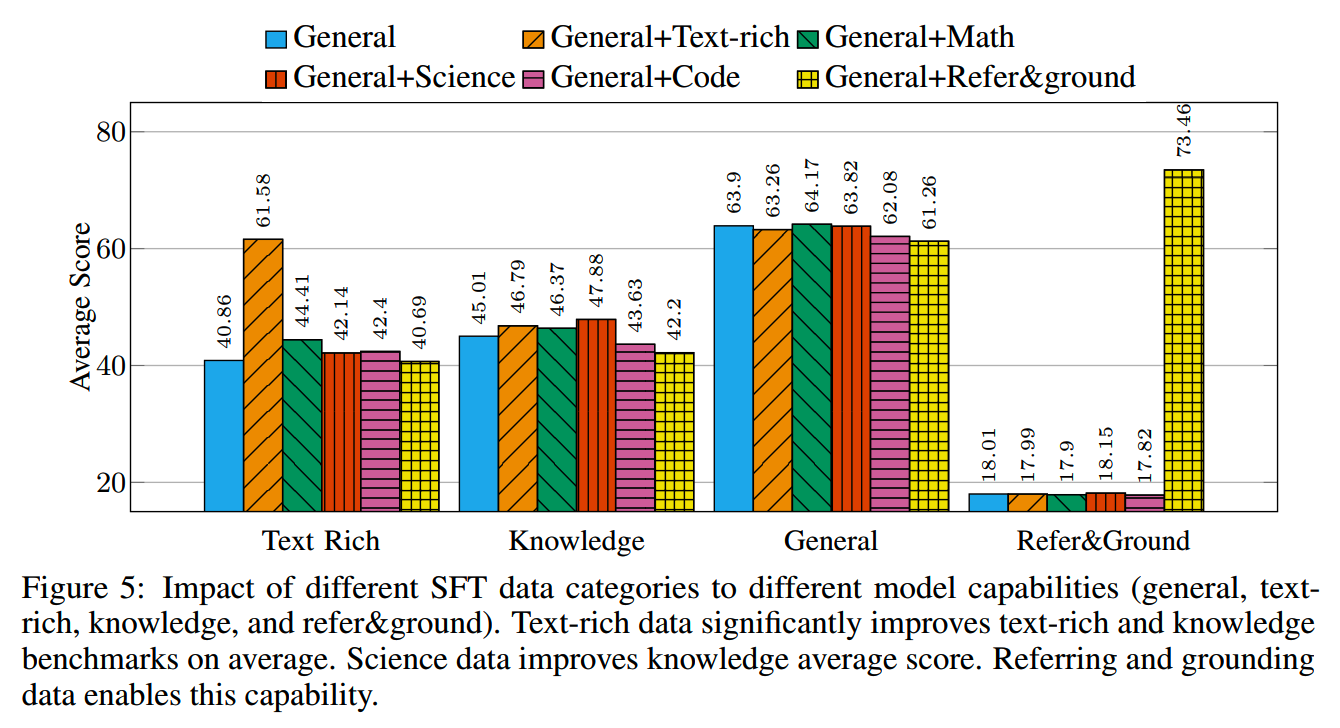 General General+Text-rich General+Math
General+Science General+Code General+Refer&ground
Average Score
80
60
40
20
40.86 61.58 44.41 42.14 42.4 40.69
45.01 46.79 46.37 47.88 43.63 42.2
63.9 63.26 64.17 63.82 62.08 61.26
18.01 17.99 17.9 18.15 17.82 73.46
Text Rich Knowledge General Refer&Ground
Figure 5: Impact of different SFT data categories to different model capabilities (general, text-
rich, knowledge, and refer&ground). Text-rich data significantly improves text-rich and knowledge
benchmarks on average. Science data improves knowledge average score. Referring and grounding
data enables this capability.